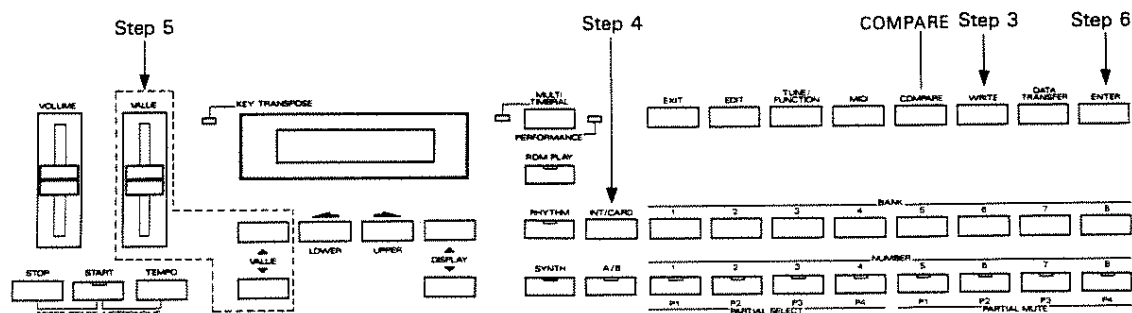 Step 5
Step 4
COMPARE
Step 3
Step 6
VOLUME
VALUE
KEY TRANSPOSE
MULTI
TIMBRAL
PERFORMANCE
EXIT
EDIT
TUNE/
FUNCTION
MIDI
COMPARE
WRITE
DATA
TRANSFER
ENTER
ROM PLAY
RHYTHM
INT/CARD
BANK
1
2
3
4
5
6
7
8
LOWER
UPPER
VALUE
DISPLAY
STOP
START
TEMPO
SYNTH
A/B
NUMBER
1
2
3
4
5
6
7
8
P1
P2
P3
P4
P1
P2
P3
P4
PARTIAL SELECT
PARTIAL MUTE